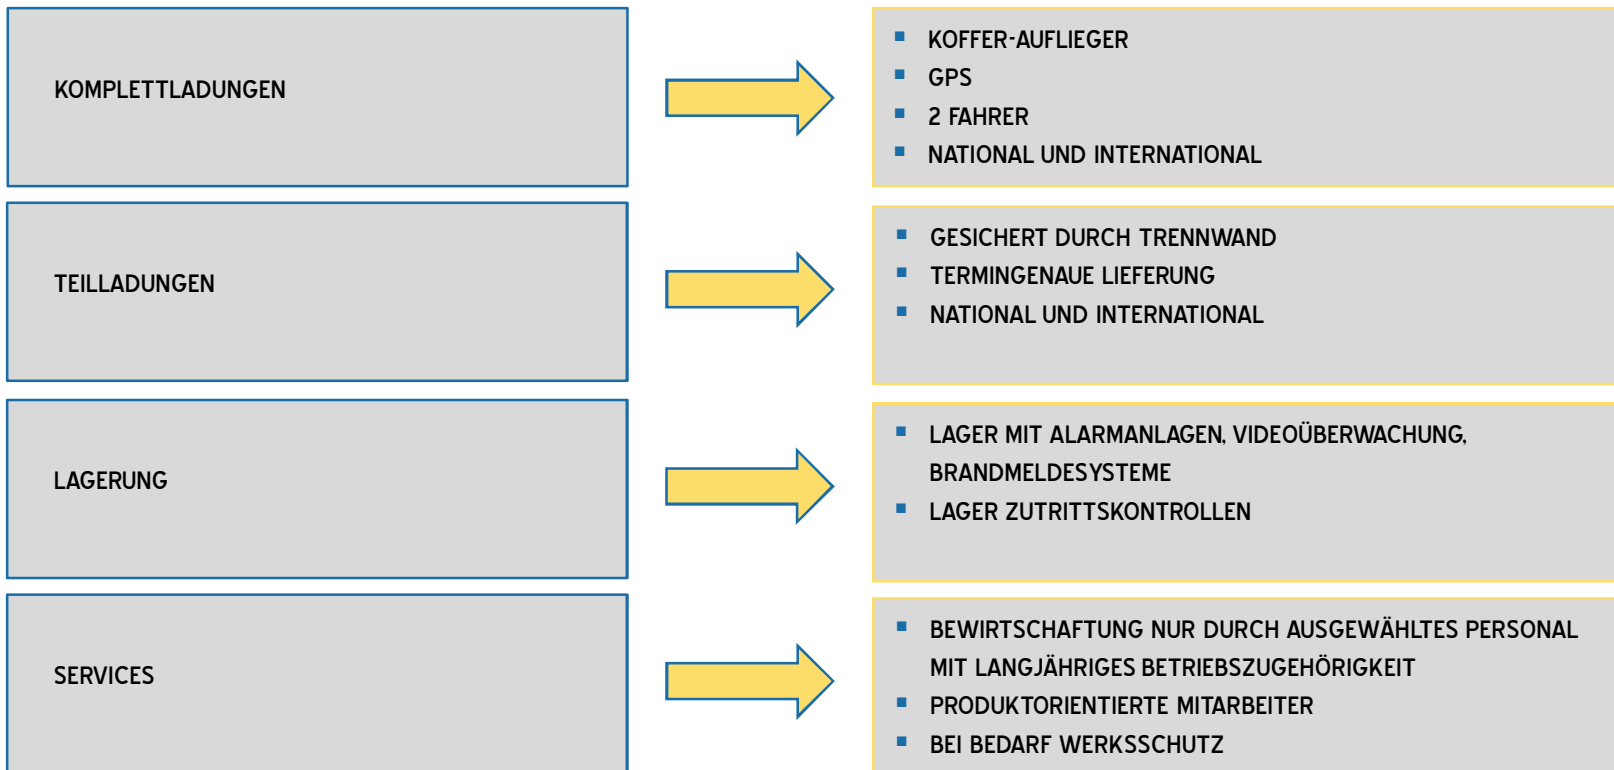 KOMPLETTLADUNGEN
▪ KOFFER-AUFLIEGER
▪ GPS
▪ 2 FAHRER
▪ NATIONAL UND INTERNATIONAL
TEILLADUNGEN
▪ GESICHERT DURCH TRENNWAND
▪ TERMINGENAUE LIEFERUNG
▪ NATIONAL UND INTERNATIONAL
LAGERUNG
▪ LAGER MIT ALARMANLAGEN, VIDEOÜBERWACHUNG,
BRANDMELDESYSTEME
▪ LAGER ZUTRITTSKONTROLLEN
SERVICES
▪ BEWIRTSCHAFTUNG NUR DURCH AUSGEWÄHLTES PERSONAL
MIT LANGJÄHRIGES BETRIEBSZUGEHÖRIGKEIT
▪ PRODUKTORIENTIERTE MITARBEITER
▪ BEI BEDARF WERKSSCHUTZ